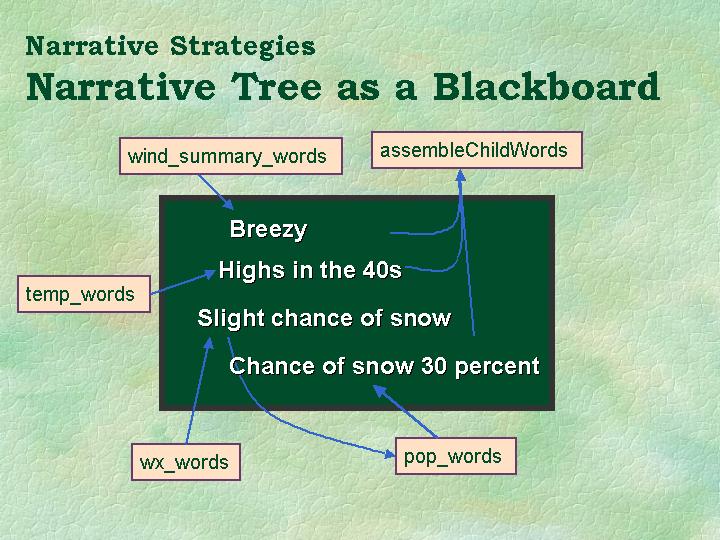 Narrative Strategies
Narrative Tree as a Blackboard
wind_summary_words
assembleChildWords
Breezy
Highs in the 40s
temp_words
Slight chance of snow
Chance of snow 30 percent
wx_words
pop_words